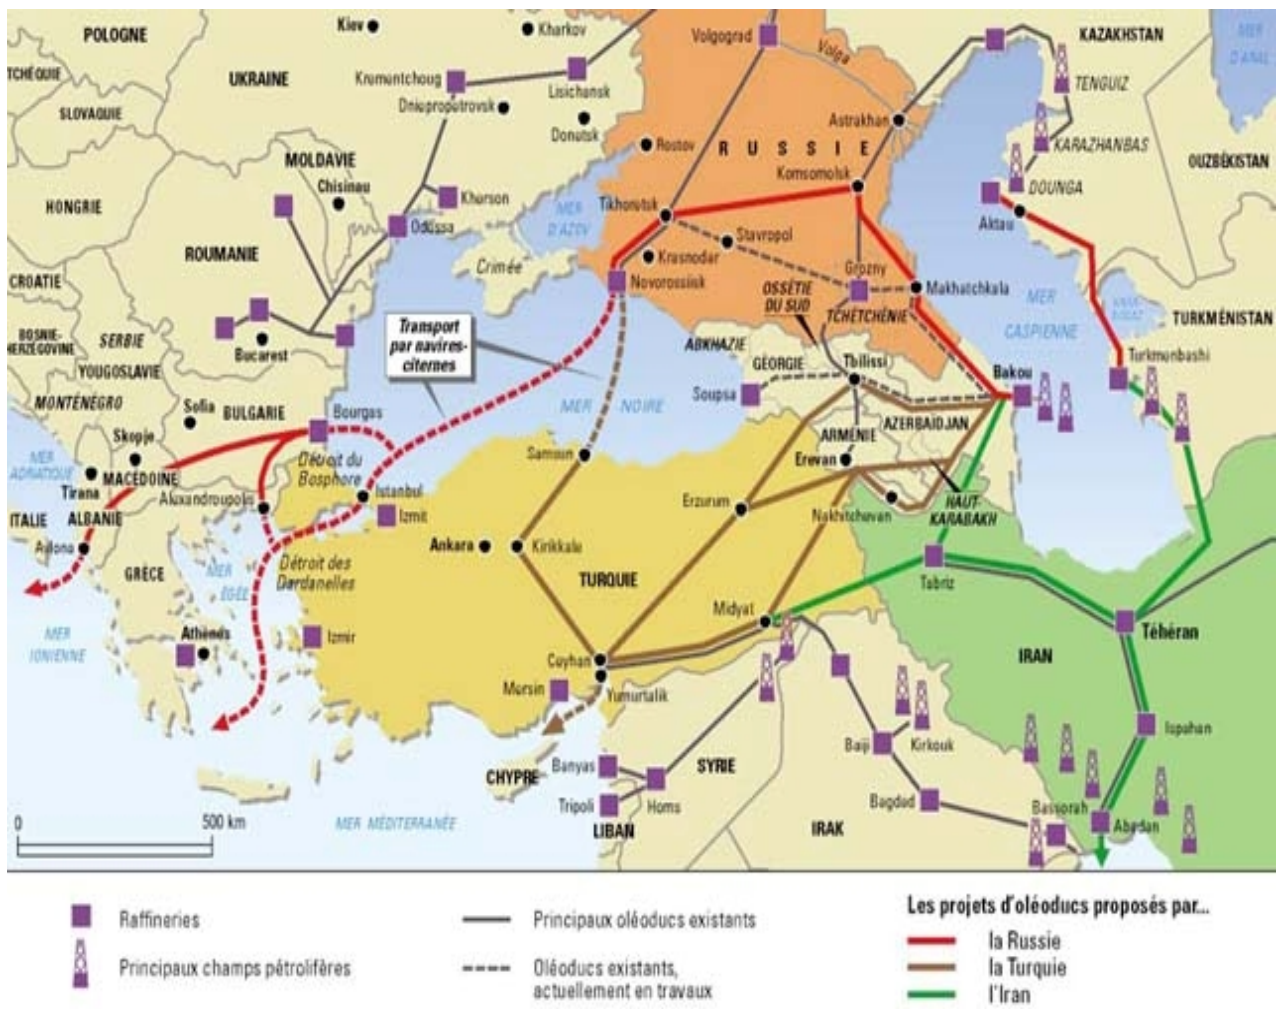 POLOGNE
Kiev
Kharkov
Volgograd
Volga
KAZAKHSTAN
MER
D'ARAL
TCHÉQUIE
UKRAINE
Krementchoug
Lisichansk
TENGUIZ
SLOVAQUIE
Dniepropetrovsk
Donetsk
Astrakhan
KARAZHANBAS
MOLDAVIE
Chisinau
Rostov
RUSSIE
Komsomolsk
OUZBÉKISTAN
DOUNGA
HONGRIE
Kherson
Odessa
MER
D'AZOV
Tikhoretsk
Stavropol
Aktau
ROUMANIE
Crimée
Krasnodar
Novorossiisk
Grozny
OSSÉTIE
DU SUD
Makhatchkala
CROATIE
TCHÉTCHÉNIE
MER
CASPIENNE
TURKMÉNISTAN
BOSNIE-
HERZÉGOVINE
SERBIE
Bucarest
Transport
par navires-
citernes
ABKHAZIE
GÉORGIE
Tbilissi
Turkmenbashi
YOUGOSLAVIE
Bakou
MONTÉNÉGRO
Sofia
BULGARIE
Bourgas
MER NOIRE
Soupsa
AZERBAÏDJAN
Skopje
ARMÉNIE
MER
ADRIATIQUE
MACÉDOINE
Détroit du
Bosphore
Samsun
Erevan
Tirana
Alexandroupolis
Istanbul
Erzurum
Nakhitchevan
HAUT-
KARABAKH
ITALIE
ALBANIE
Izmit
Ankara
Kirikkale
GRÈCE
MER
ÉGÉE
Détroit des
Dardanelles
TURQUIE
Tabriz
Midyat
MER
IONIENNE
Athènes
Izmir
Téhéran
Ceyhan
IRAN
Mersin
Yumurtalik
Ispahan
CHYPRE
Banyas
SYRIE
Baiji
Kirkouk
Tripoli
Homs
Bagdad
Bassorah
Abadan
0
500 km
MER MÉDITERRANÉE
LIBAN
IRAK
Raffineries
Principaux champs pétrolifères
Principaux oléoducs existants
Oléoducs existants,
actuellement en travaux
Les projets d'oléoducs proposés par...
la Russie
la Turquie
l'Iran